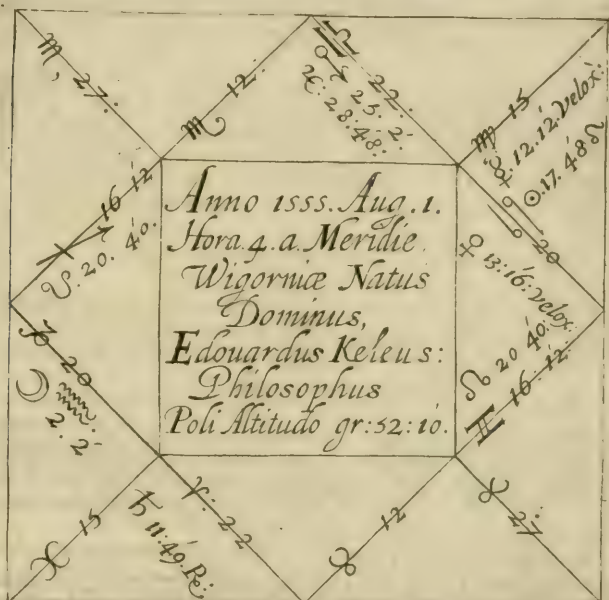 ♏ 27:
♏ 12:
♎ 22:
♂ 25. 2.
♃: 28: 48:
♍ 15
☿. 12. 12. velox:
☉. 17. 48 ♌
♐ 16 12
☋. 20. 40.
Anno 1555. Aug. 1.
Hora. 4. a. Meridie.
Wigorniæ Natus
Dominus,
Edouardus Keleus:
Philosophus
Poli Altitudo gr: 52: 10.
♋ 20
♀ 13: 16: velox:
☊ 20 40:
♊ 16. 12:
♑ 20
☽ ♒
2. 2
♓ 15
♈ 22
♄ 11: 49. Re:
♉ 12
♉ 27.